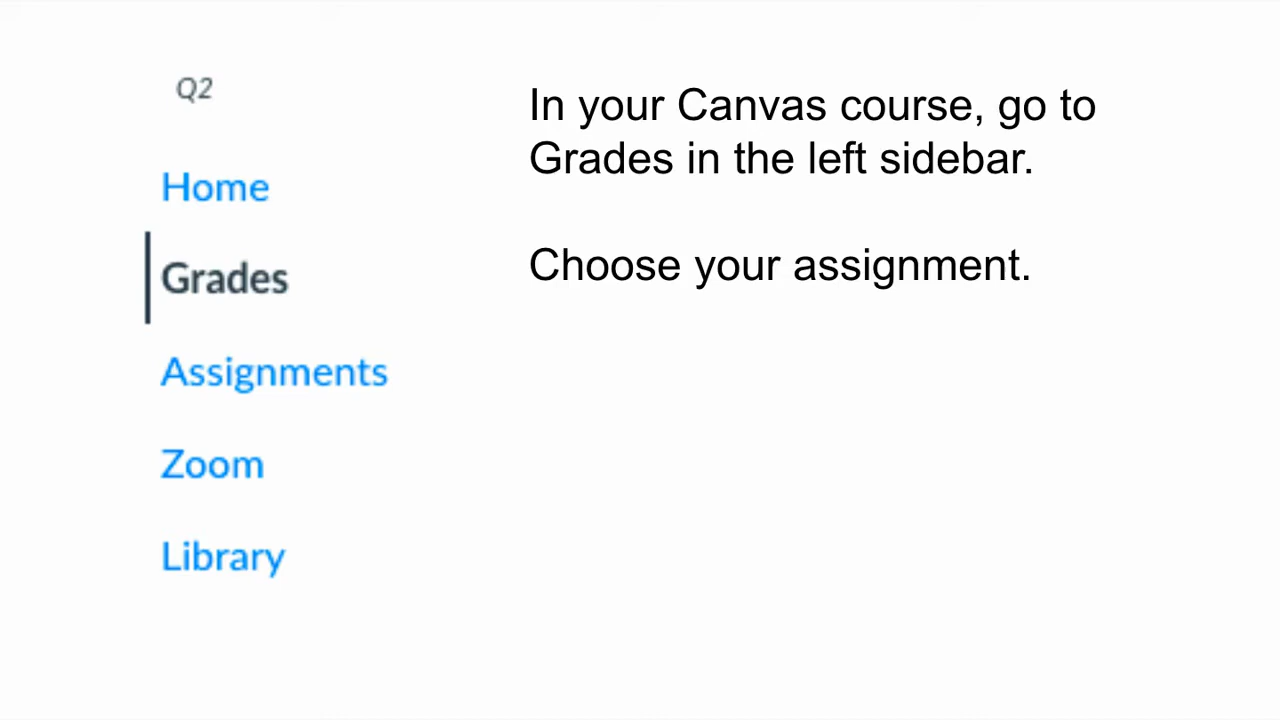 Q2
Home
Grades
Assignments
Zoom
Library
In your Canvas course, go to
Grades in the left sidebar.
Choose your assignment.